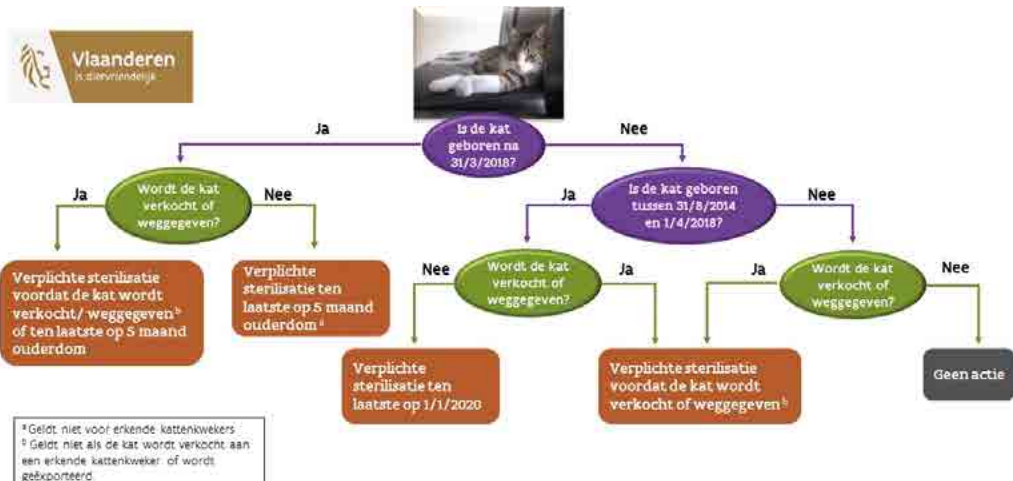 Vlaanderen
is diervriendelijk
Is de kat
geboren na
31/3/2018?
Ja
Nee
Wordt de kat
verkocht of
weggegeven?
Ja
Nee
Is de kat geboren
tussen 31/8/2014
en 1/4/2018?
Ja
Nee
Verplichte sterilisatie
voordat de kat wordt
verkocht/ weggegeven b
of ten laatste op 5 maand
ouderdom
Verplichte
sterilisatie ten
laatste op 5 maand
ouderdom a
Wordt de kat
verkocht of
weggegeven?
Nee
Ja
Wordt de kat
verkocht of
weggegeven?
Ja
Nee
Verplichte
sterilisatie ten
laatste op 1/1/2020
Verplichte sterilisatie
voordat de kat wordt
verkocht of weggegeven b
Geen actie
a Geldt niet voor erkende kattenkwekers
b Geldt niet als de kat wordt verkocht aan
een erkende kattenkweker of wordt
geëxporteerd